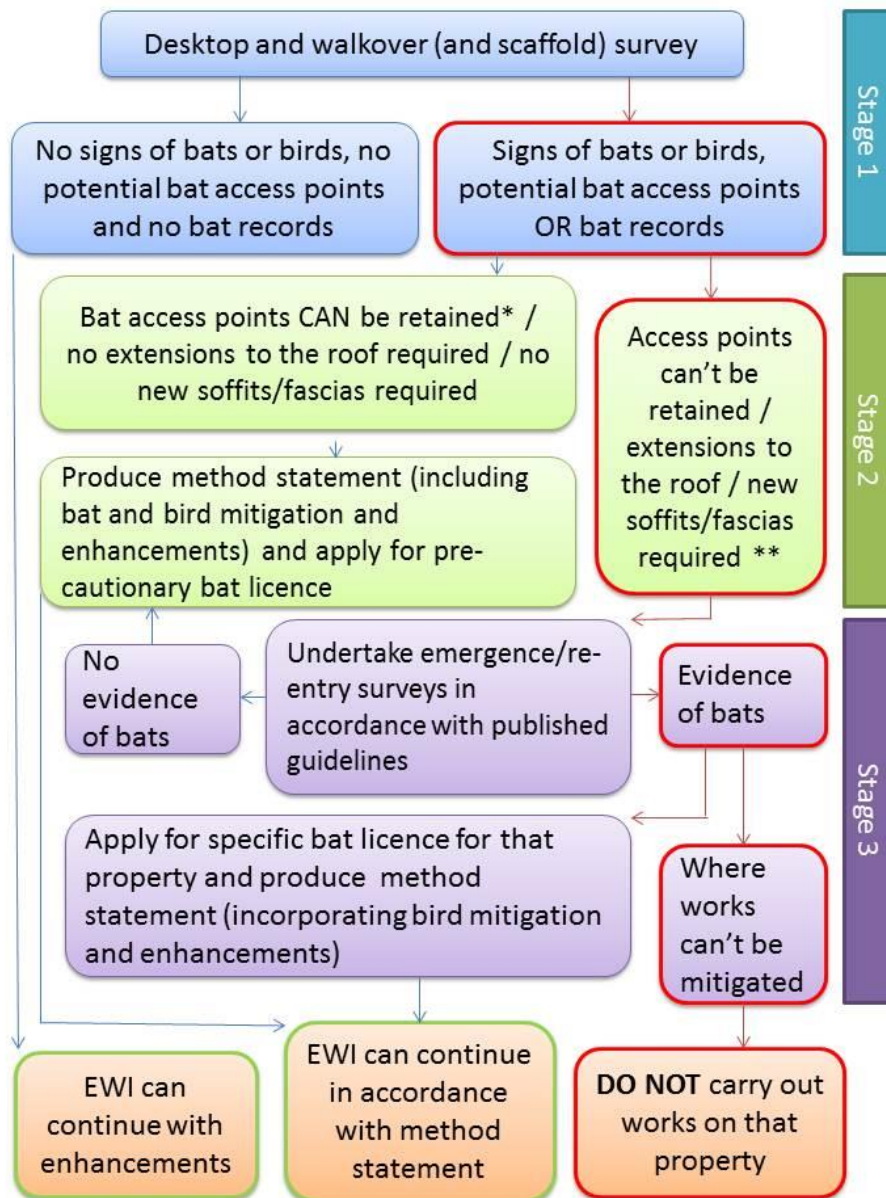 Desktop and walkover (and scaffold) survey
No signs of bats or birds, no
potential bat access points
and no bat records
Signs of bats or birds,
potential bat access points
OR bat records
Stage 1
Bat access points CAN be retained* /
no extensions to the roof required / no
new soffits/fascias required
Access points
can't be
retained /
extensions to
the roof / new
soffits/fascias
required **
Produce method statement (including
bat and bird mitigation and
enhancements) and apply for pre-
cautionary bat licence
Stage 2
No
evidence
of bats
Undertake emergence/re-
entry surveys in
accordance with published
guidelines
Evidence
of bats
Apply for specific bat licence for that
property and produce method
statement (incorporating bird mitigation
and enhancements)
Where
works
can't be
mitigated
Stage 3
EWI can
continue with
enhancements
EWI can continue
in accordance
with method
statement
DO NOT carry out
works on that
property